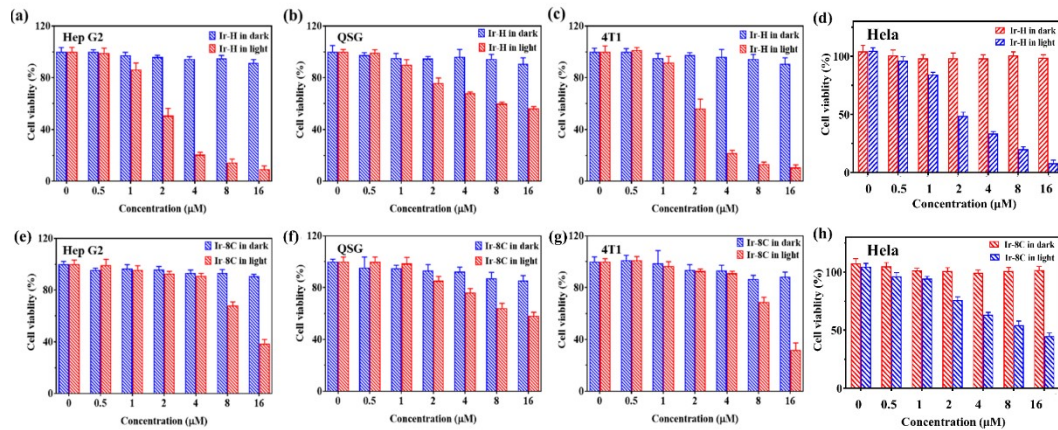 (a)
Hep G2
Ir-H in dark
Ir-H in light
Cell viablity (%)
120
80
40
0
0 0.5 1 2 4 8 16
Concentration (μM)
(b)
QSG
Ir-H in dark
Ir-H in light
Cell viablity (%)
120
80
40
0
0 0.5 1 2 4 8 16
Concentration (μM)
(c)
4T1
Ir-H in dark
Ir-H in light
Cell viablity (%)
120
80
40
0
0 0.5 1 2 4 8 16
Concentration (μM)
(d)
Hela
Ir-H in dark
Ir-H in light
Cell viablity (%)
100
50
0
0 0.5 1 2 4 8 16
Concentration (μM)
(e)
Hep G2
Ir-8C in dark
Ir-8C in light
Cell viablity (%)
120
80
40
0
0 0.5 1 2 4 8 16
Concentration (μM)
(f)
QSG
Ir-8C in dark
Ir-8C in light
Cell viablity (%)
120
80
40
0
0 0.5 1 2 4 8 16
Concentration (μM)
(g)
4T1
Ir-8C in dark
Ir-8C in light
Cell viablity (%)
120
80
40
0
0 0.5 1 2 4 8 16
Concentration (μM)
(h)
Hela
Ir-8C in dark
Ir-8C in light
Cell viablity (%)
100
50
0
0 0.5 1 2 4 8 16
Concentration (μM)